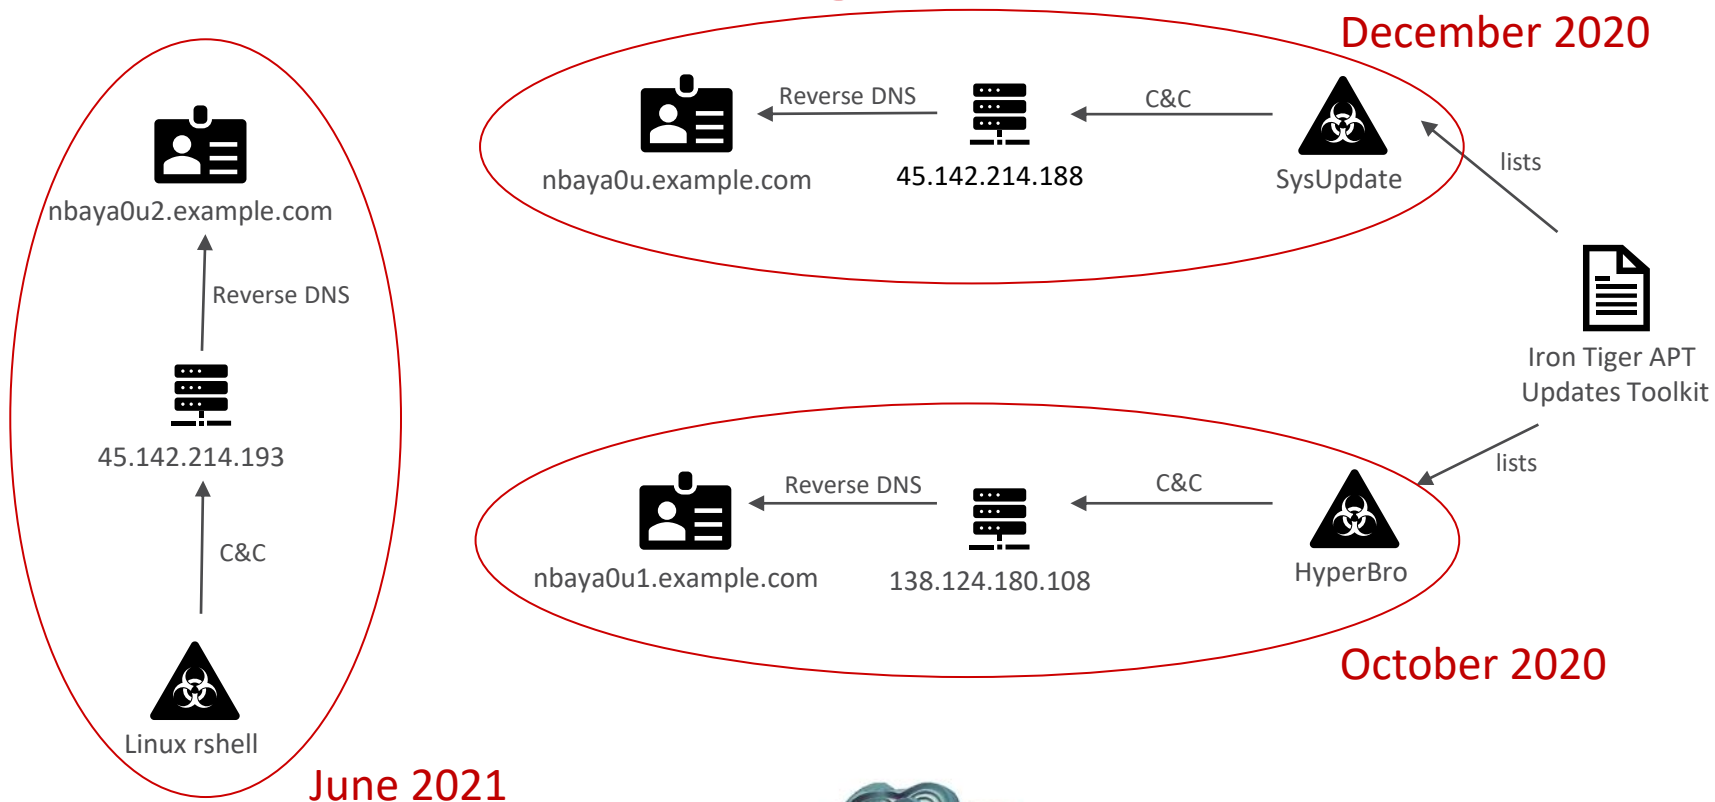 December 2020
Reverse DNS
C&C
nbaya0u.example.com
45.142.214.188
SysUpdate
lists
nbaya0u2.example.com
Reverse DNS
45.142.214.193
C&C
Linux rshell
June 2021
Iron Tiger APT
Updates Toolkit
lists
Reverse DNS
C&C
nbaya0u1.example.com
138.124.180.108
HyperBro
October 2020